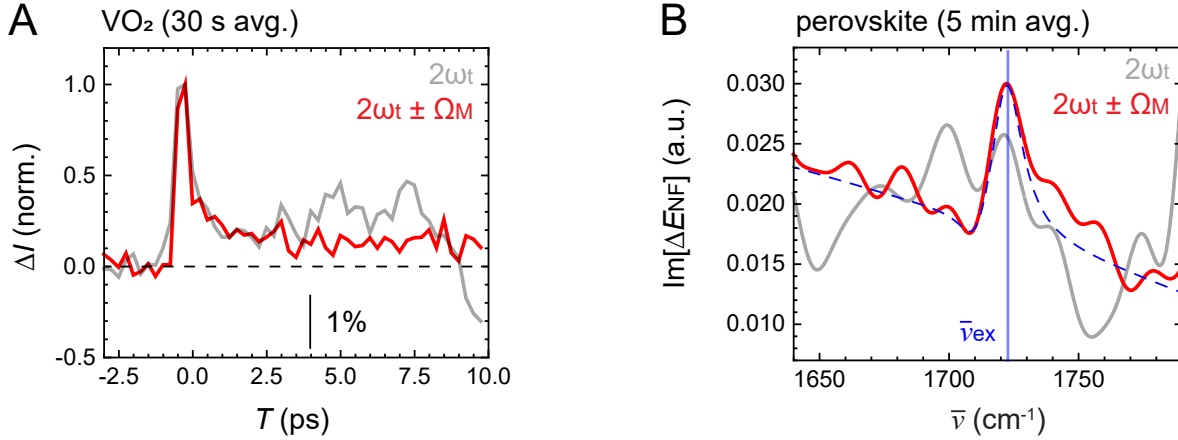 A
VO₂ (30 s avg.)
2ωt
2ωt ± ΩM
1.0
0.5
0.0
-0.5
ΔI (norm.)
1%
-2.5
0.0
2.5
5.0
7.5
10.0
T (ps)
B
perovskite (5 min avg.)
2ωt
2ωt ± ΩM
0.030
0.025
0.020
0.015
0.010
Im[ΔENF] (a.u.)
ν̅ex
1650
1700
1750
ν̅ (cm⁻¹)